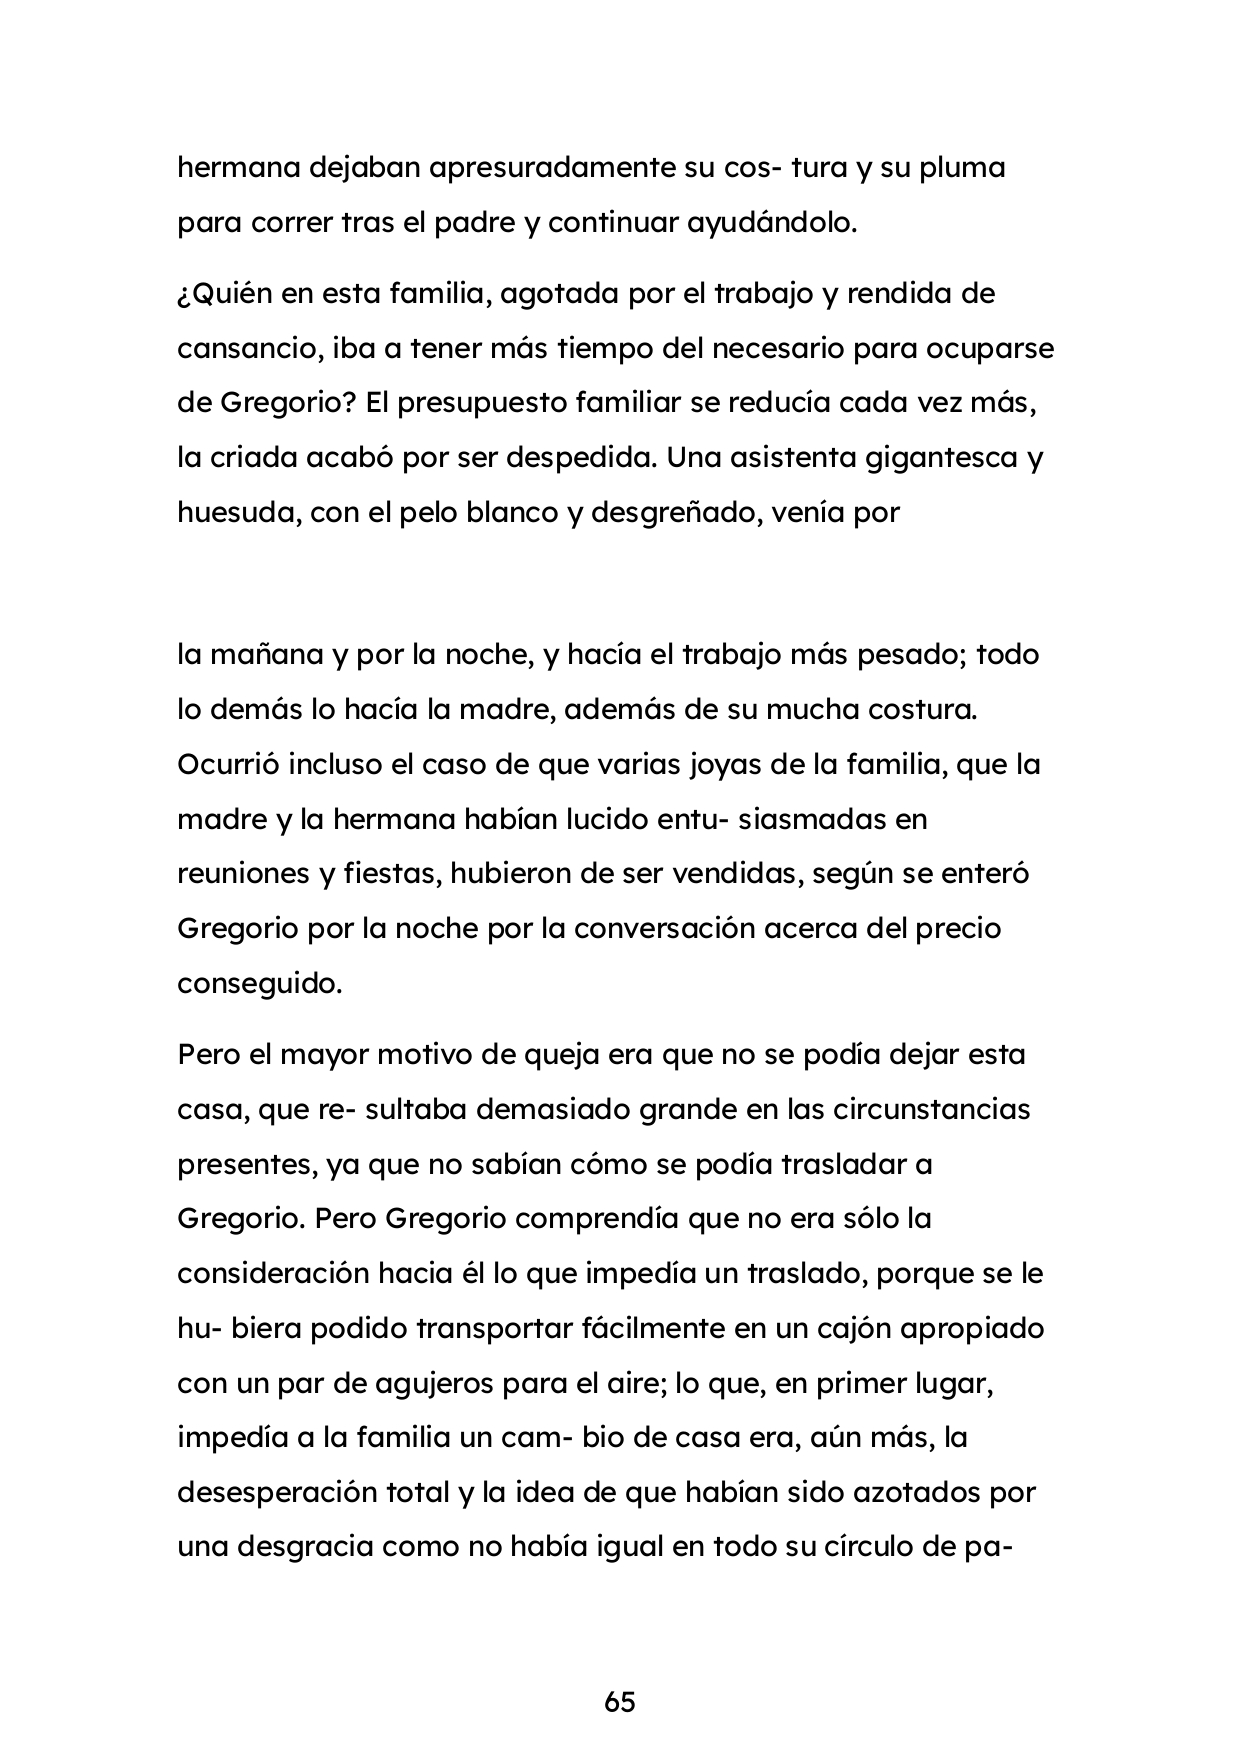 hermana dejaban apresuradamente su cos- tura y su pluma
para correr tras el padre y continuar ayudándolo.
¿Quién en esta familia, agotada por el trabajo y rendida de
cansancio, iba a tener más tiempo del necesario para ocuparse
de Gregorio? El presupuesto familiar se reducía cada vez más,
la criada acabó por ser despedida. Una asistenta gigantesca y
huesuda, con el pelo blanco y desgreñado, venía por
la mañana y por la noche, y hacía el trabajo más pesado; todo
lo demás lo hacía la madre, además de su mucha costura.
Ocurrió incluso el caso de que varias joyas de la familia, que la
madre y la hermana habían lucido entu- siasmadas en
reuniones y fiestas, hubieron de ser vendidas, según se enteró
Gregorio por la noche por la conversación acerca del precio
conseguido.
Pero el mayor motivo de queja era que no se podía dejar esta
casa, que re- sultaba demasiado grande en las circunstancias
presentes, ya que no sabían cómo se podía trasladar a
Gregorio. Pero Gregorio comprendía que no era sólo la
consideración hacia él lo que impedía un traslado, porque se le
hu- biera podido transportar fácilmente en un cajón apropiado
con un par de agujeros para el aire; lo que, en primer lugar,
impedía a la familia un cam- bio de casa era, aún más, la
desesperación total y la idea de que habían sido azotados por
una desgracia como no había igual en todo su círculo de pa-
65